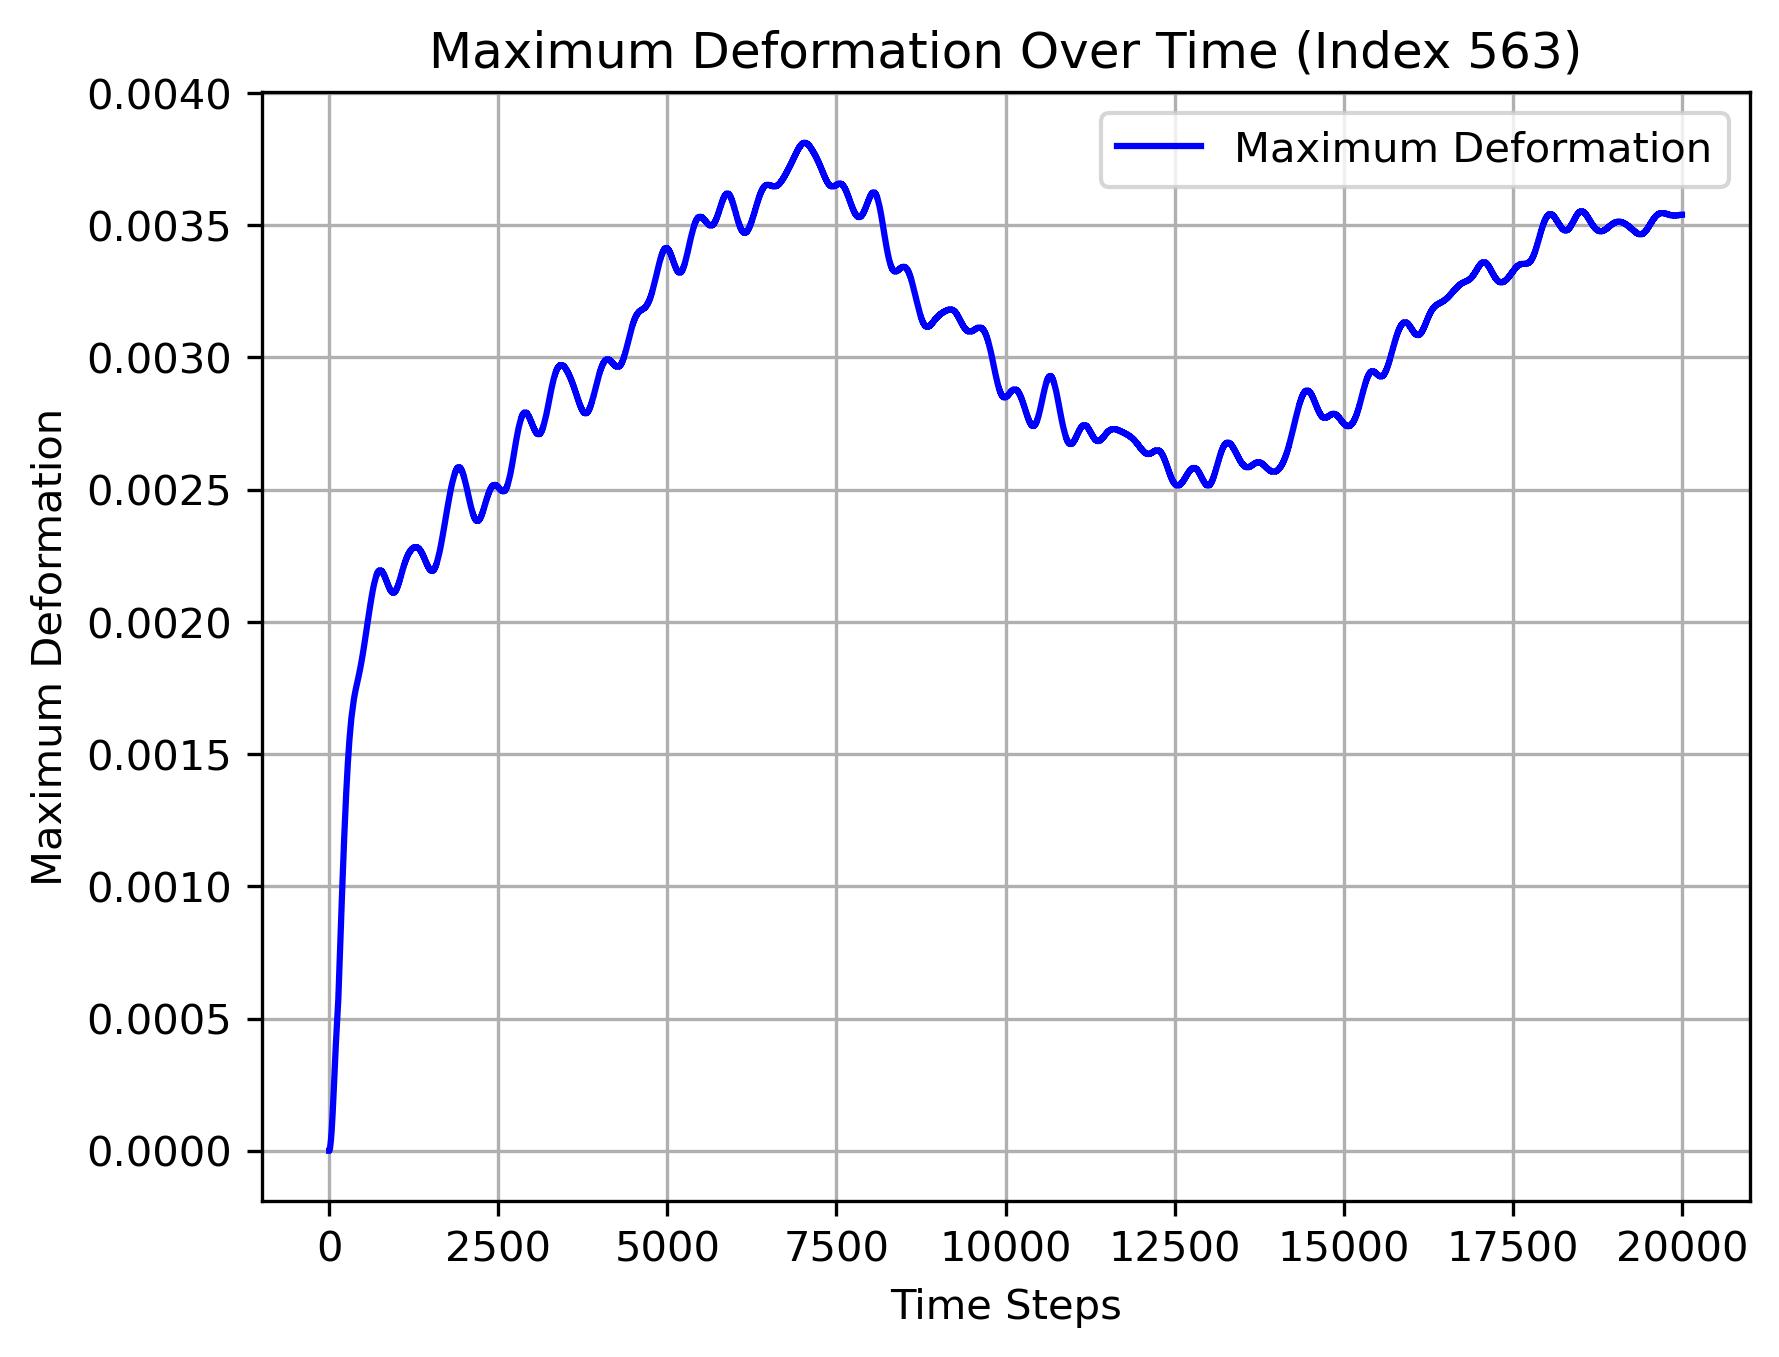 Maximum Deformation Over Time (Index 563)
Maximum Deformation
0.0040
0.0035
0.0030
0.0025
0.0020
0.0015
0.0010
0.0005
0.0000
Maximum Deformation
0 2500 5000 7500 10000 12500 15000 17500 20000
Time Steps